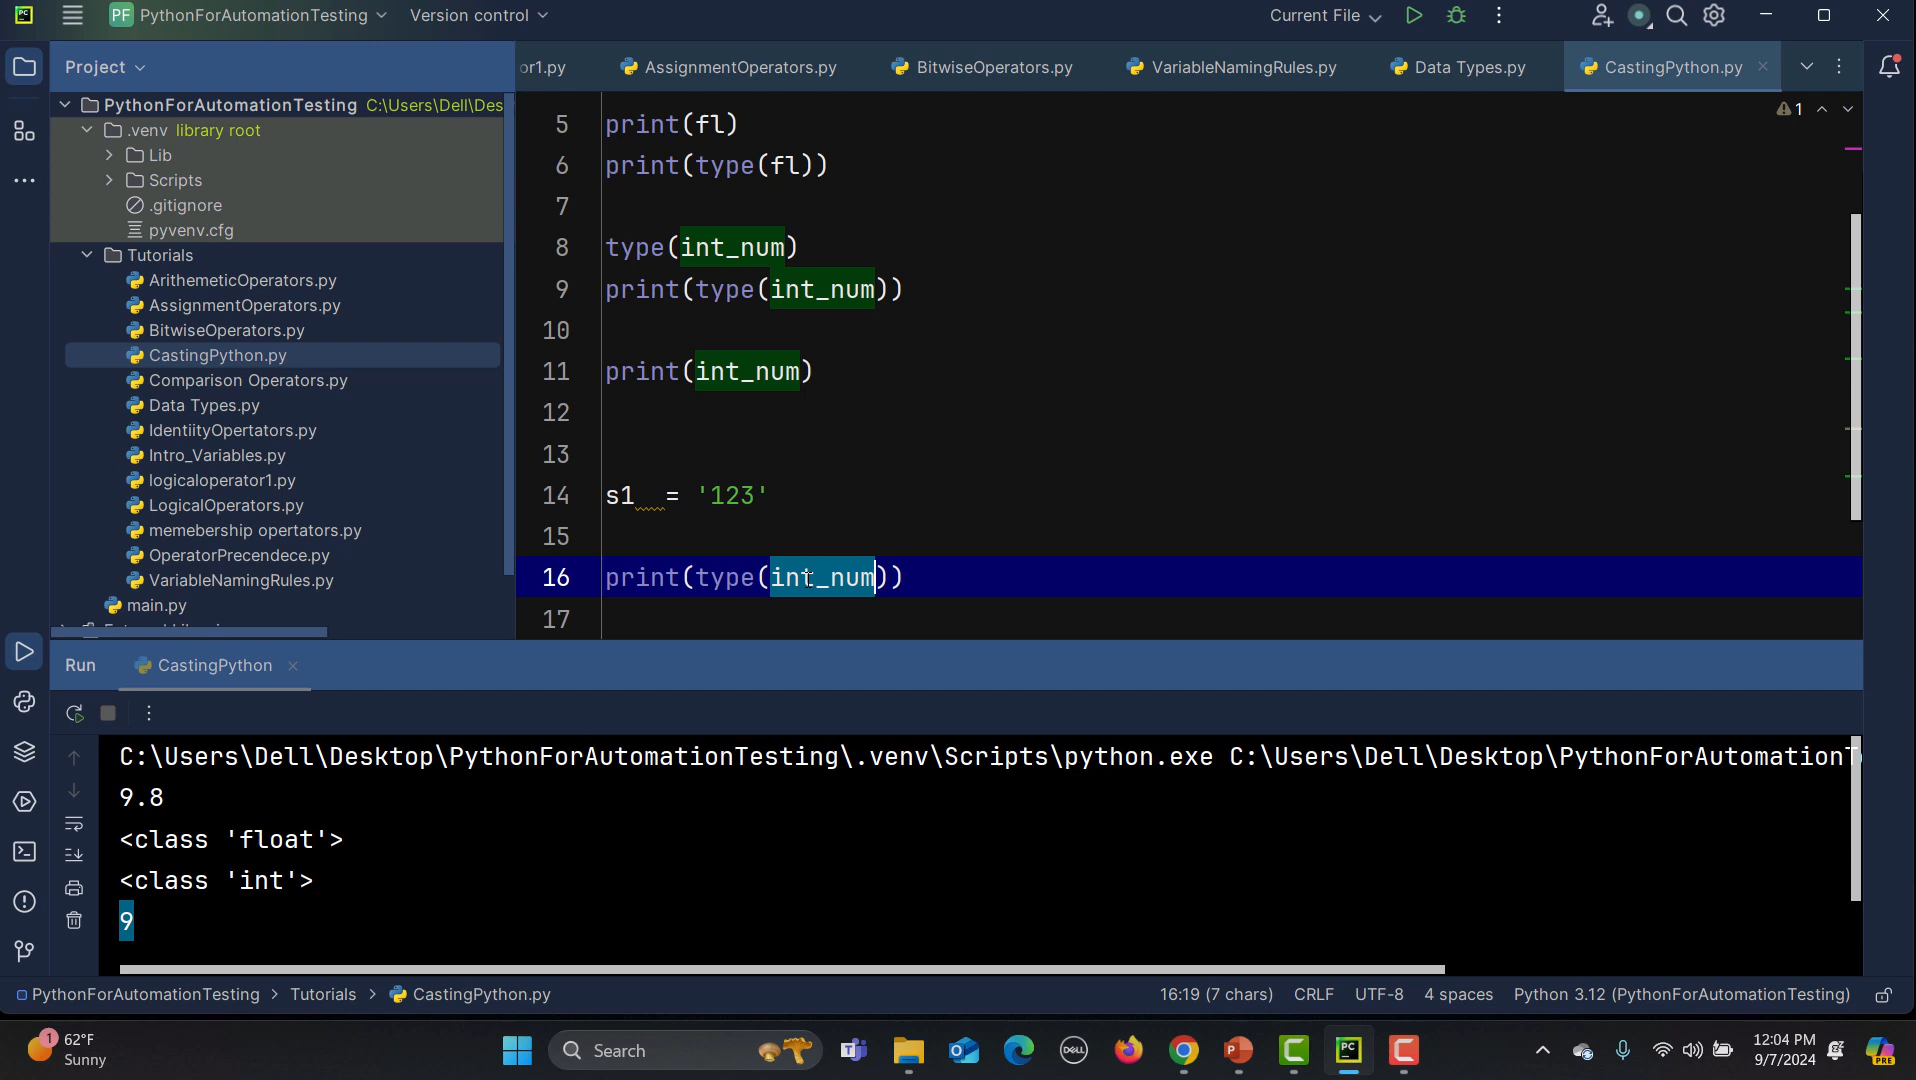 PF PythonForAutomationTesting Version control Current File
Project
or1.py AssignmentOperators.py BitwiseOperators.py VariableNamingRules.py Data Types.py CastingPython.py
PythonForAutomationTesting C:\Users\Dell\Des
.venv library root
Lib
Scripts
.gitignore
pyvenv.cfg
Tutorials
ArithemeticOperators.py
AssignmentOperators.py
BitwiseOperators.py
CastingPython.py
Comparison Operators.py
Data Types.py
IdentiityOpertators.py
Intro_Variables.py
logicaloperator1.py
LogicalOperators.py
memebership opertators.py
OperatorPrecendece.py
VariableNamingRules.py
main.py
1
5 print(fl)
6 print(type(fl))
7
8 type(int_num)
9 print(type(int_num))
10
11 print(int_num)
12
13
14 s1  = '123'
15
16 print(type(int_num))
17
Run CastingPython
C:\Users\Dell\Desktop\PythonForAutomationTesting\.venv\Scripts\python.exe C:\Users\Dell\Desktop\PythonForAutomationT
9.8
<class 'float'>
<class 'int'>
9
PythonForAutomationTesting > Tutorials > CastingPython.py 16:19 (7 chars) CRLF UTF-8 4 spaces Python 3.12 (PythonForAutomationTesting)
1 62°F
Sunny
Search
DELL
12:04 PM
9/7/2024
PRE